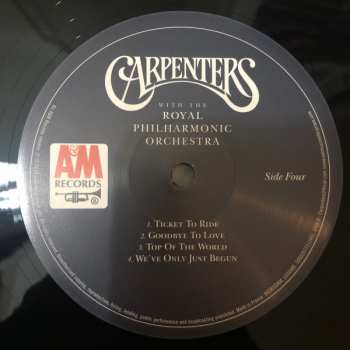 CARPENTERS
WITH THE
ROYAL
PHILHARMONIC
ORCHESTRA
A&M
RECORDS
Side Four
1. TICKET TO RIDE
2. GOODBYE TO LOVE
3. TOP OF THE WORLD
4. WE'VE ONLY JUST BEGUN